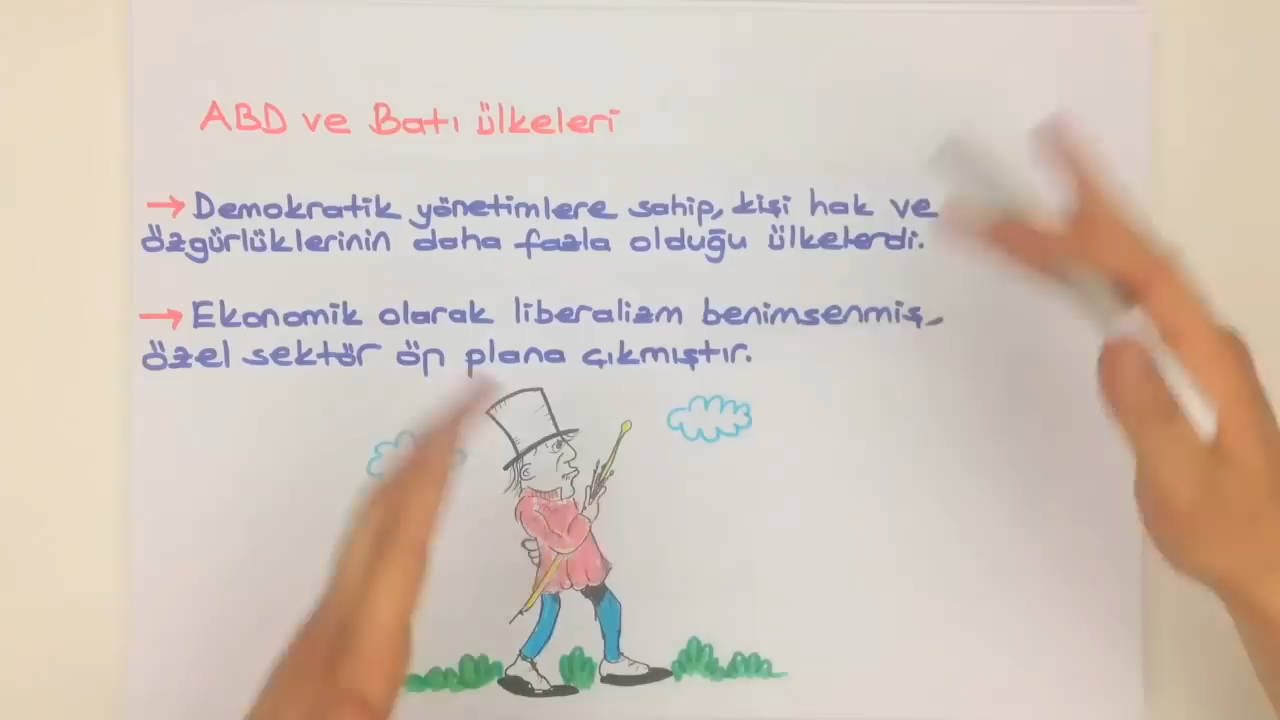 ABD ve Batı ülkeleri
→ Demokratik yönetimlere sahip, kişi hak ve
özgürlüklerinin daha fazla olduğu ülkelerdi.
→ Ekonomik olarak liberalizm benimsenmiş,
özel sektör ön plana çıkmıştır.